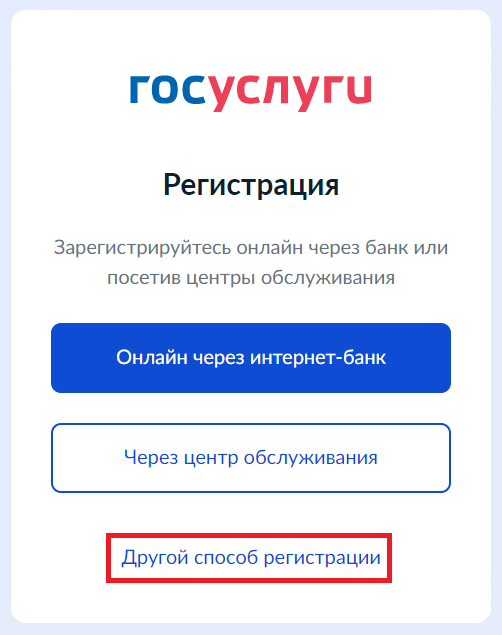 госуслуги
Регистрация
Зарегистрируйтесь онлайн через банк или
посетив центры обслуживания
Онлайн через интернет-банк
Через центр обслуживания
Другой способ регистрации